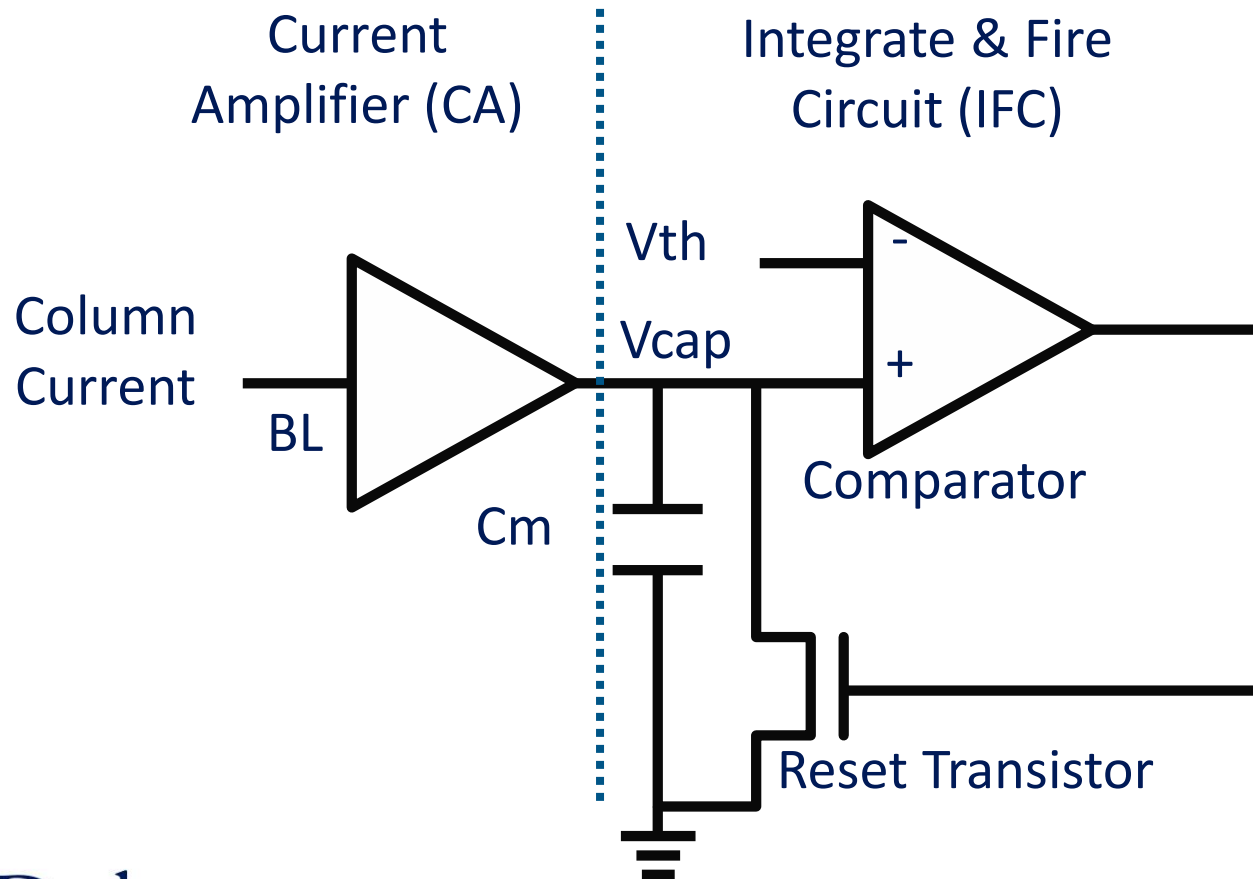 Current
Amplifier (CA)
Integrate & Fire
Circuit (IFC)
Vth
-
Column
Current
BL
Vcap
+
Comparator
Cm
Reset Transistor